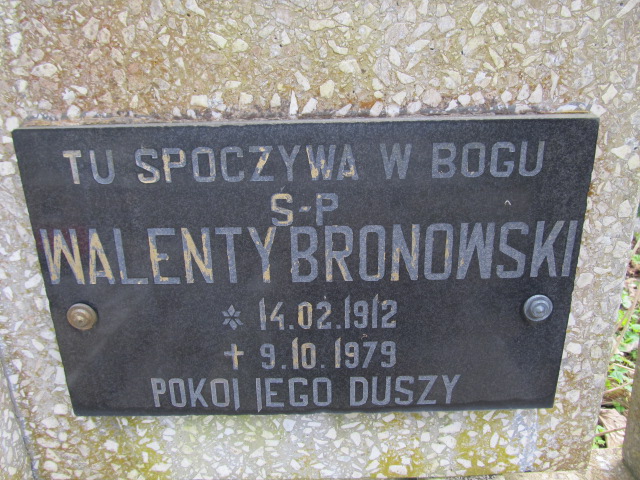 TU SPOCZYWA W BOGU
Ś-P
WALENTY BRONOWSKI
* 14.02.1912
+ 9.10.1979
POKOJ JEGO DUSZY